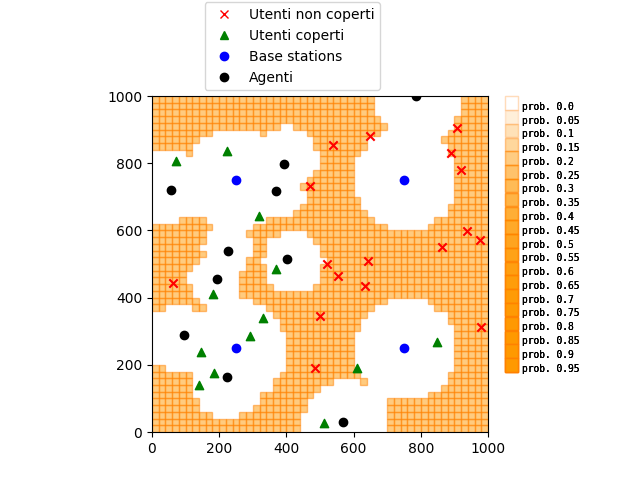 Utenti non coperti
Utenti coperti
Base stations
Agenti
1000
800
600
400
200
0
0
200
400
600
800
1000
prob. 0.0
prob. 0.05
prob. 0.1
prob. 0.15
prob. 0.2
prob. 0.25
prob. 0.3
prob. 0.35
prob. 0.4
prob. 0.45
prob. 0.5
prob. 0.55
prob. 0.6
prob. 0.65
prob. 0.7
prob. 0.75
prob. 0.8
prob. 0.85
prob. 0.9
prob. 0.95